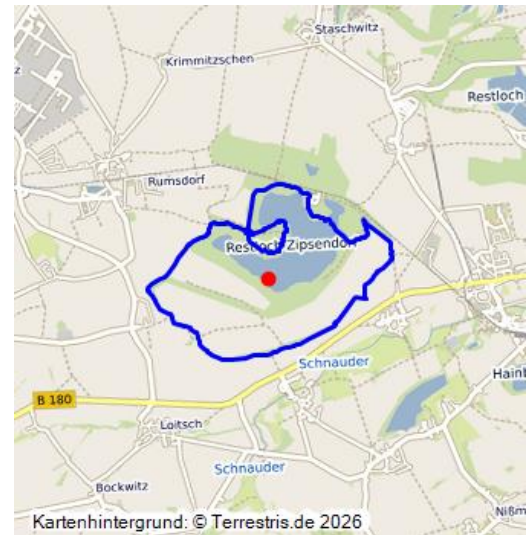 Staschwitz
Krimmitzschen
Restloch
Rumsdorf
Restloch Zipsendorf
Schnauder
B 180
Hainb
Loitsch
Schnauder
Bockwitz
Nißm
Kartenhintergrund: © Terrestris.de 2026